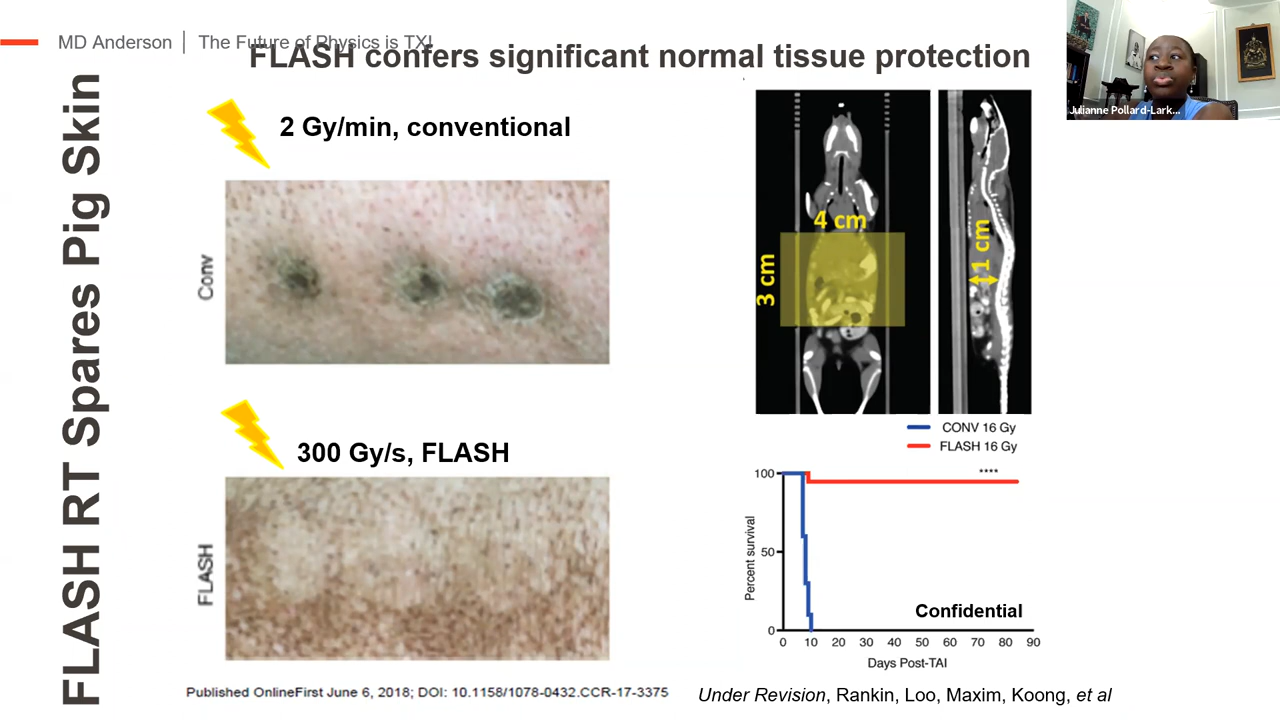 MD Anderson | The Future of Physics is TXI
FLASH confers significant normal tissue protection
FLASH RT Spares Pig Skin
2 Gy/min, conventional
Conv
300 Gy/s, FLASH
FLASH
Published OnlineFirst June 6, 2018; DOI: 10.1158/1078-0432.CCR-17-3375
4 cm
3 cm
1 cm
CONV 16 Gy
FLASH 16 Gy
****
100
50
0
Percent survival
Confidential
0 10 20 30 40 50 60 70 80 90
Days Post-TAI
Under Revision, Rankin, Loo, Maxim, Koong, et al
Julianne Pollard-Lark...